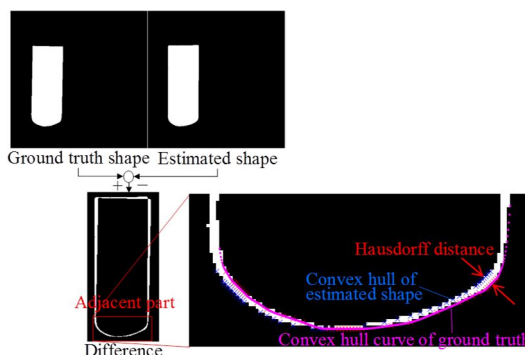 Ground truth shape
Estimated shape
+ −
Adjacent part
Difference
Hausdorff distance
Convex hull of
estimated shape
Convex hull curve of ground truth